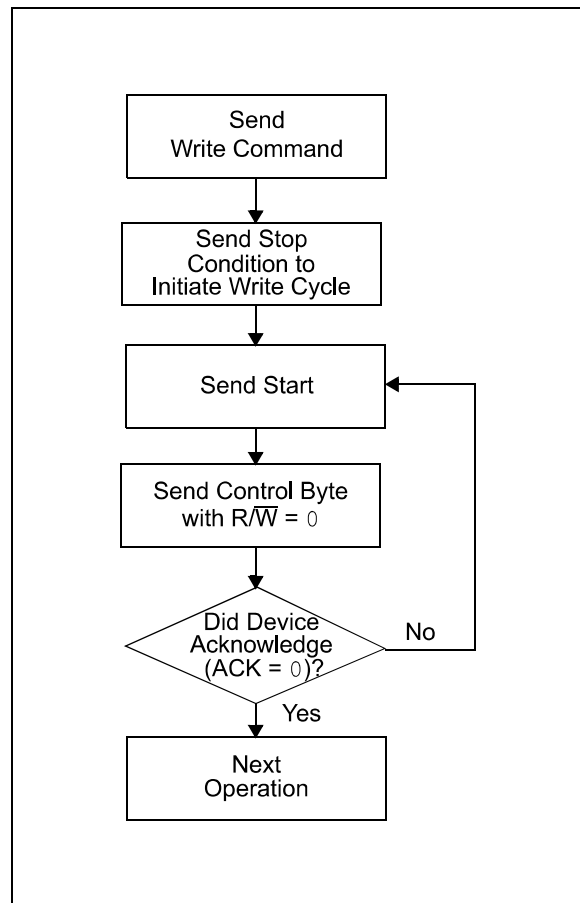 Send
Write Command
Send Stop
Condition to
Initiate Write Cycle
Send Start
Send Control Byte
with R/W̅ = 0
Did Device
Acknowledge
(ACK = 0)?
No
Yes
Next
Operation